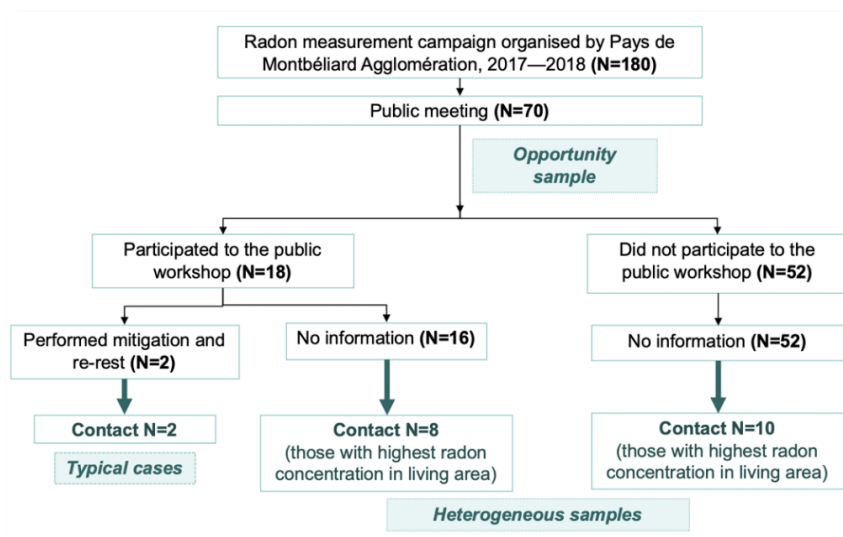 Radon measurement campaign organised by Pays de
Montbéliard Agglomération, 2017—2018 (N=180)
Public meeting (N=70)
Opportunity
sample
Participated to the public
workshop (N=18)
Did not participate to the
public workshop (N=52)
Performed mitigation and
re-rest (N=2)
No information (N=16)
No information (N=52)
Contact N=2
Typical cases
Contact N=8
(those with highest radon
concentration in living area)
Contact N=10
(those with highest radon
concentration in living area)
Heterogeneous samples